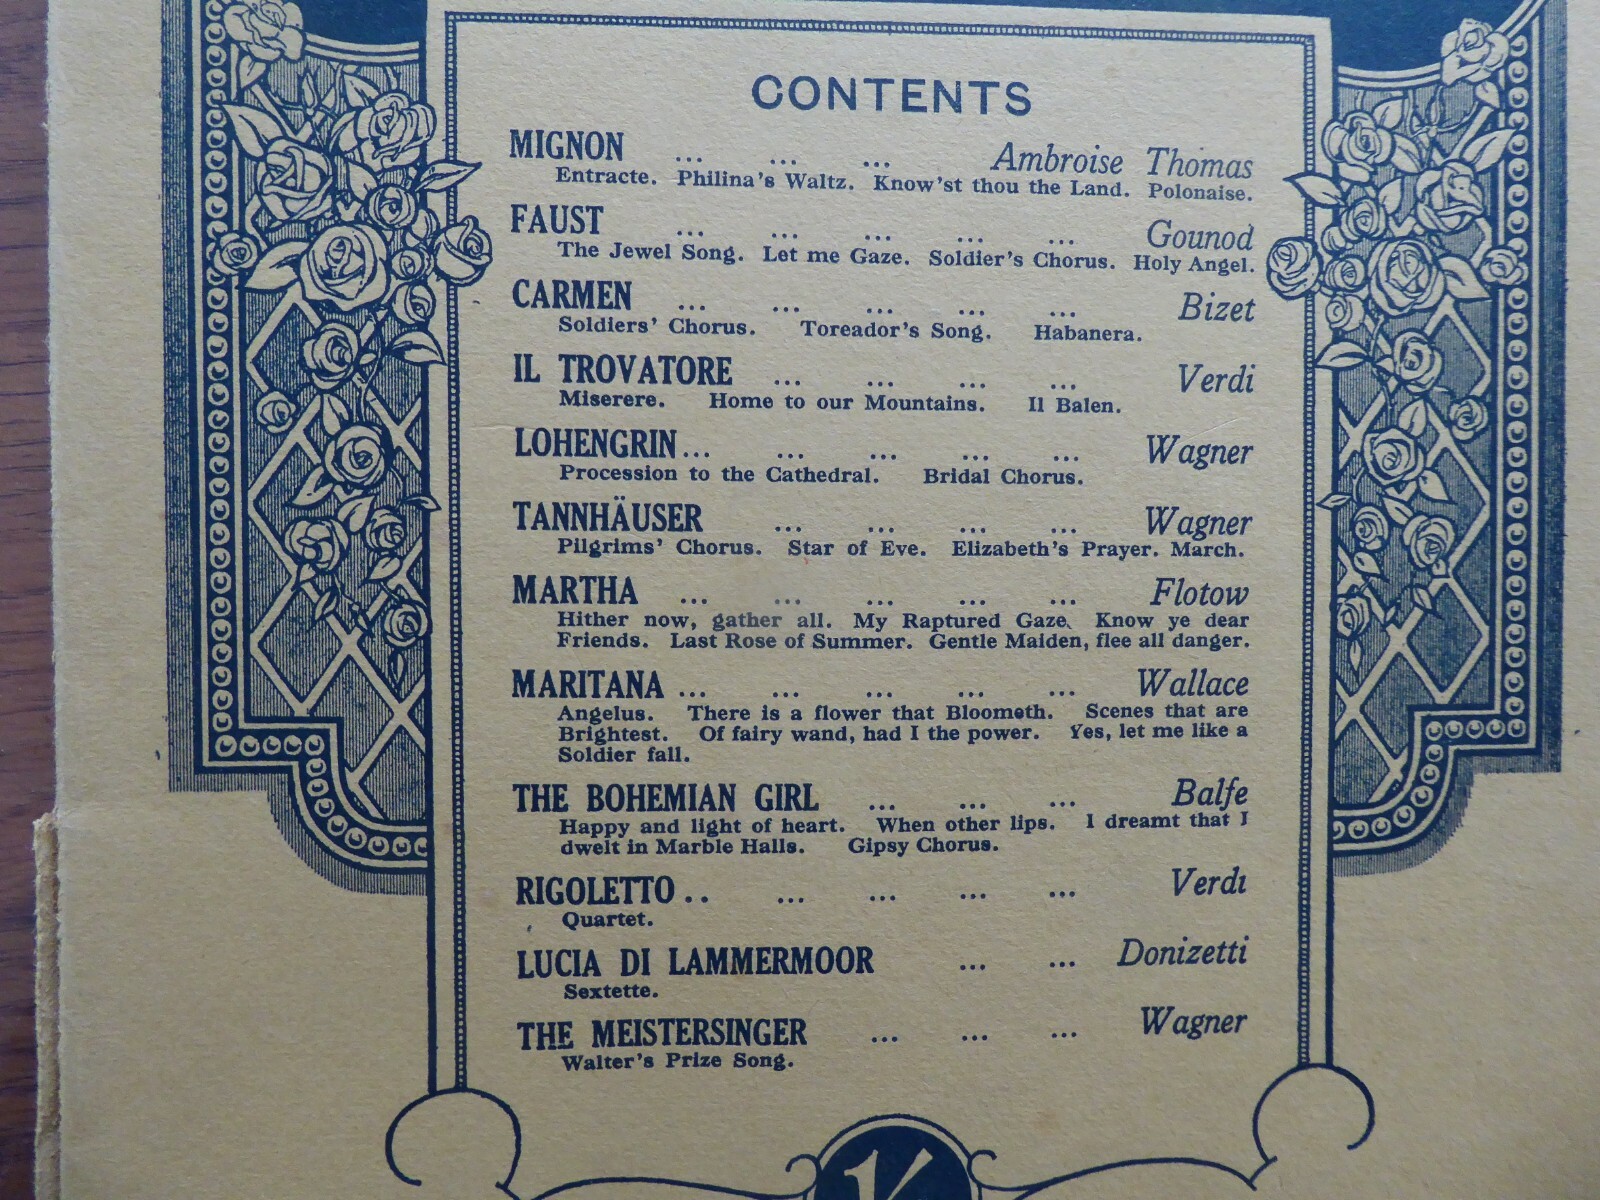 CONTENTS
MIGNON ... ... ... Ambroise Thomas
Entracte. Philina's Waltz. Know'st thou the Land. Polonaise.
FAUST ... ... ... ... ... Gounod
The Jewel Song. Let me Gaze. Soldier's Chorus. Holy Angel.
CARMEN ... ... ... ... ... Bizet
Soldiers' Chorus. Toreador's Song. Habanera.
IL TROVATORE ... ... ... ... Verdi
Miserere. Home to our Mountains. Il Balen.
LOHENGRIN... ... ... ... ... Wagner
Procession to the Cathedral. Bridal Chorus.
TANNHÄUSER ... ... ... ... Wagner
Pilgrims' Chorus. Star of Eve. Elizabeth's Prayer. March.
MARTHA ... ... ... ... ... Flotow
Hither now, gather all. My Raptured Gaze. Know ye dear
Friends. Last Rose of Summer. Gentle Maiden, flee all danger.
MARITANA ... ... ... ... ... Wallace
Angelus. There is a flower that Bloometh. Scenes that are
Brightest. Of fairy wand, had I the power. Yes, let me like a
Soldier fall.
THE BOHEMIAN GIRL ... ... ... Balfe
Happy and light of heart. When other lips. I dreamt that I
dwelt in Marble Halls. Gipsy Chorus.
RIGOLETTO .. ... ... ... ... Verdi
Quartet.
LUCIA DI LAMMERMOOR ... ... Donizetti
Sextette.
THE MEISTERSINGER ... ... ... Wagner
Walter's Prize Song.